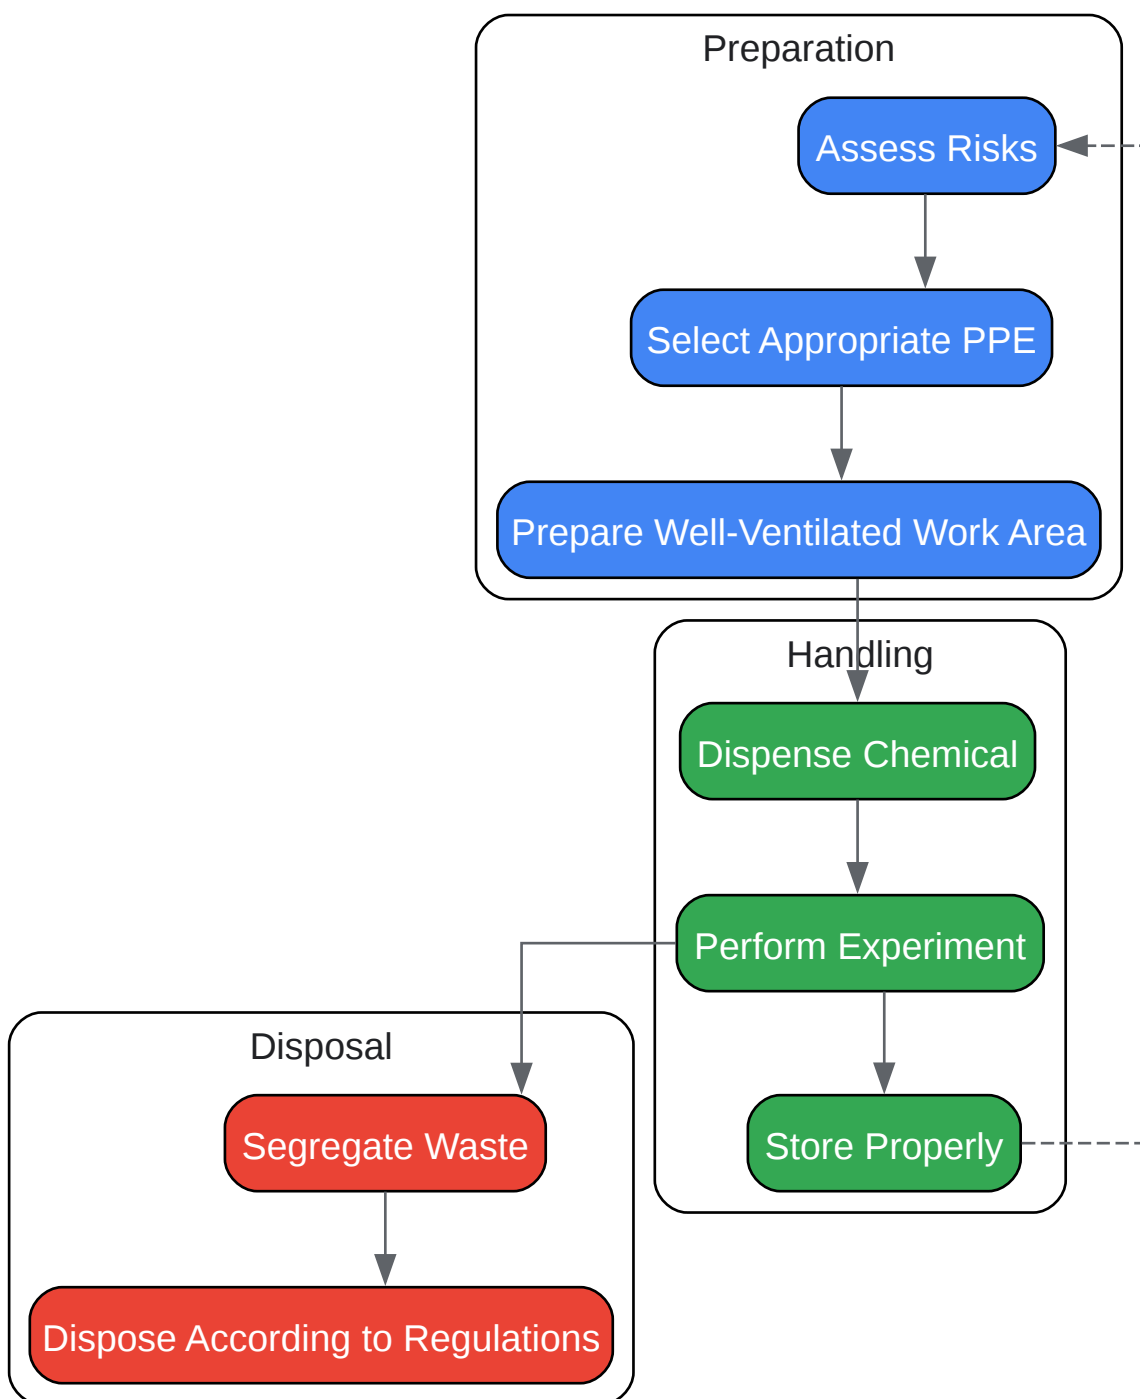 Preparation
Assess Risks
Select Appropriate PPE
Prepare Well-Ventilated Work Area
Handling
Dispense Chemical
Perform Experiment
Store Properly
Disposal
Segregate Waste
Dispose According to Regulations